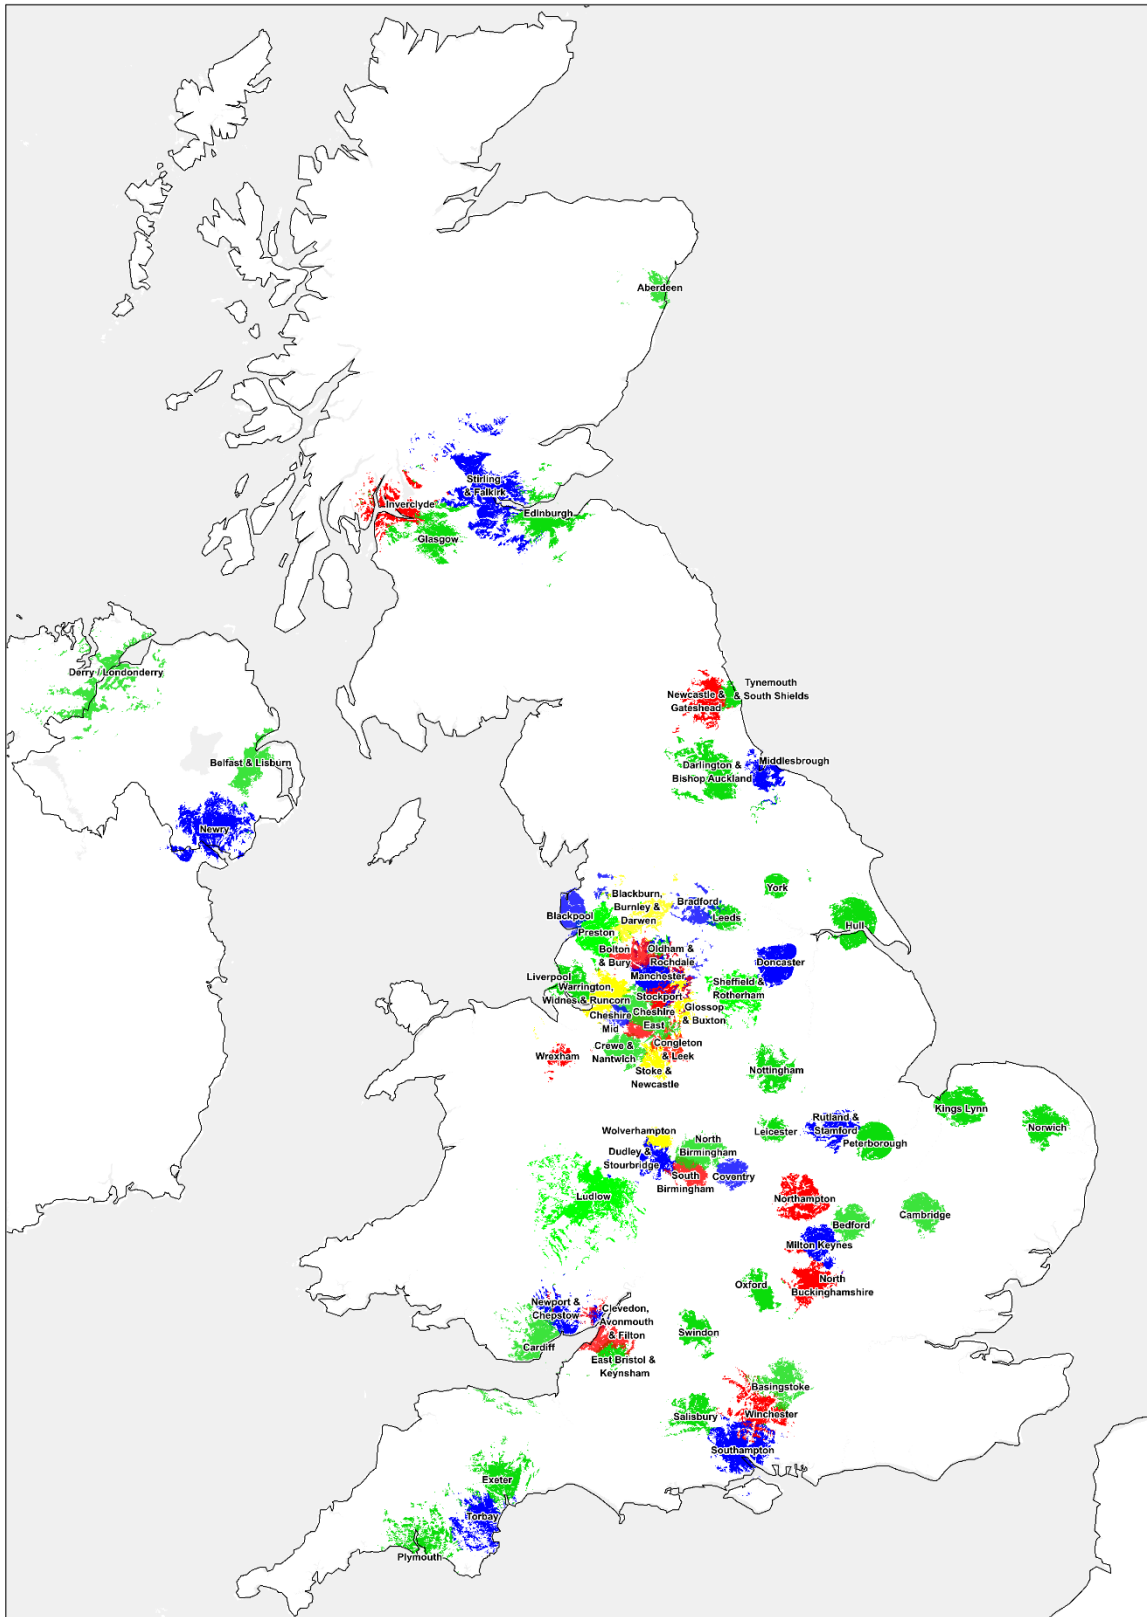 Aberdeen
Stirling
& Falkirk
Inverclyde
Edinburgh
Glasgow
Derry / Londonderry
Newcastle &
Gateshead
Tynemouth
& South Shields
Belfast & Lisburn
Darlington &
Bishop Auckland
Middlesbrough
Newry
York
Blackburn,
Burnley &
Darwen
Bradford
Blackpool
Leeds
Preston
Hull
Bolton
& Bury
Oldham &
Rochdale
Doncaster
Liverpool
Manchester
Sheffield &
Rotherham
Warrington,
Widnes & Runcorn
Stockport
Glossop
& Buxton
Cheshire
Mid
Cheshire
East
Crewe &
Nantwich
Congleton
& Leek
Wrexham
Stoke &
Newcastle
Nottingham
Kings Lynn
Norwich
Rutland &
Stamford
Leicester
Peterborough
Wolverhampton
North
Birmingham
Dudley &
Stourbridge
South
Birmingham
Coventry
Ludlow
Northampton
Cambridge
Bedford
Milton Keynes
North
Buckinghamshire
Oxford
Newport &
Chepstow
Clevedon,
Avonmouth
& Filton
Cardiff
Swindon
East Bristol &
Keynsham
Basingstoke
Salisbury
Winchester
Southampton
Exeter
Torbay
Plymouth